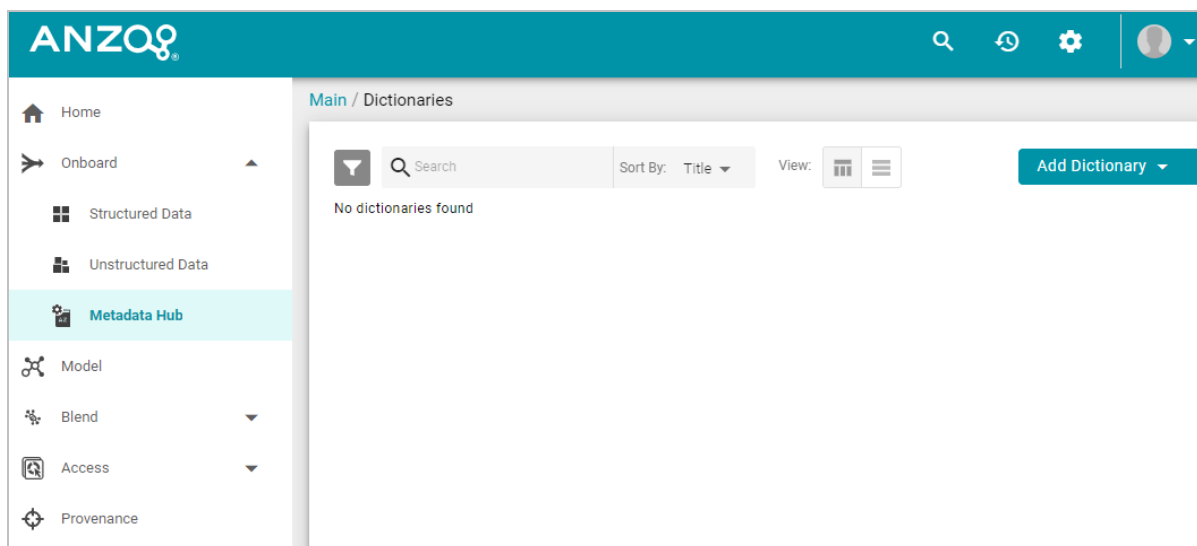 ANZO®
Home
Onboard
Structured Data
Unstructured Data
Metadata Hub
Model
Blend
Access
Provenance
Main / Dictionaries
Search
Sort By: Title
View:
Add Dictionary
No dictionaries found